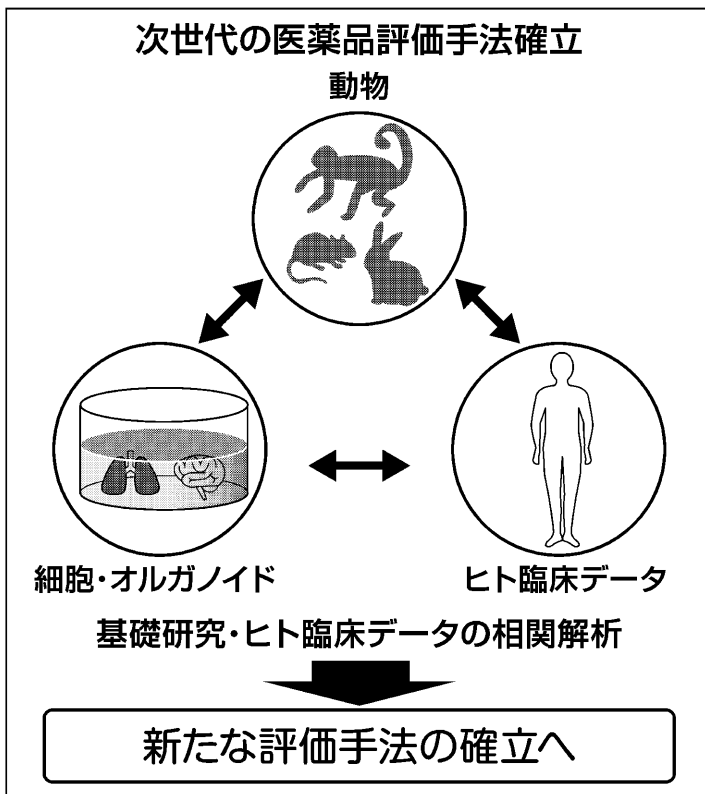 次世代の医薬品評価手法確立
動物
細胞・オルガノイド
ヒト臨床データ
基礎研究・ヒト臨床データの相関解析
新たな評価手法の確立へ